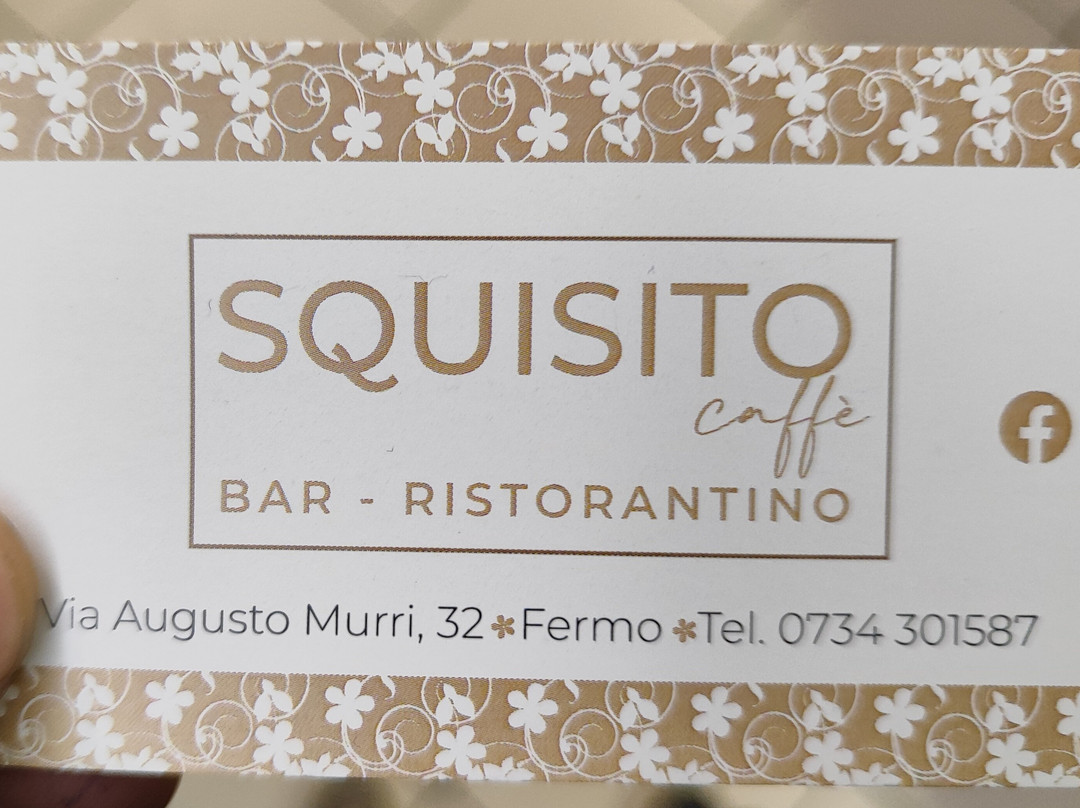 SQUISITO
caffè
BAR - RISTORANTINO
Via Augusto Murri, 32 * Fermo * Tel. 0734 301587